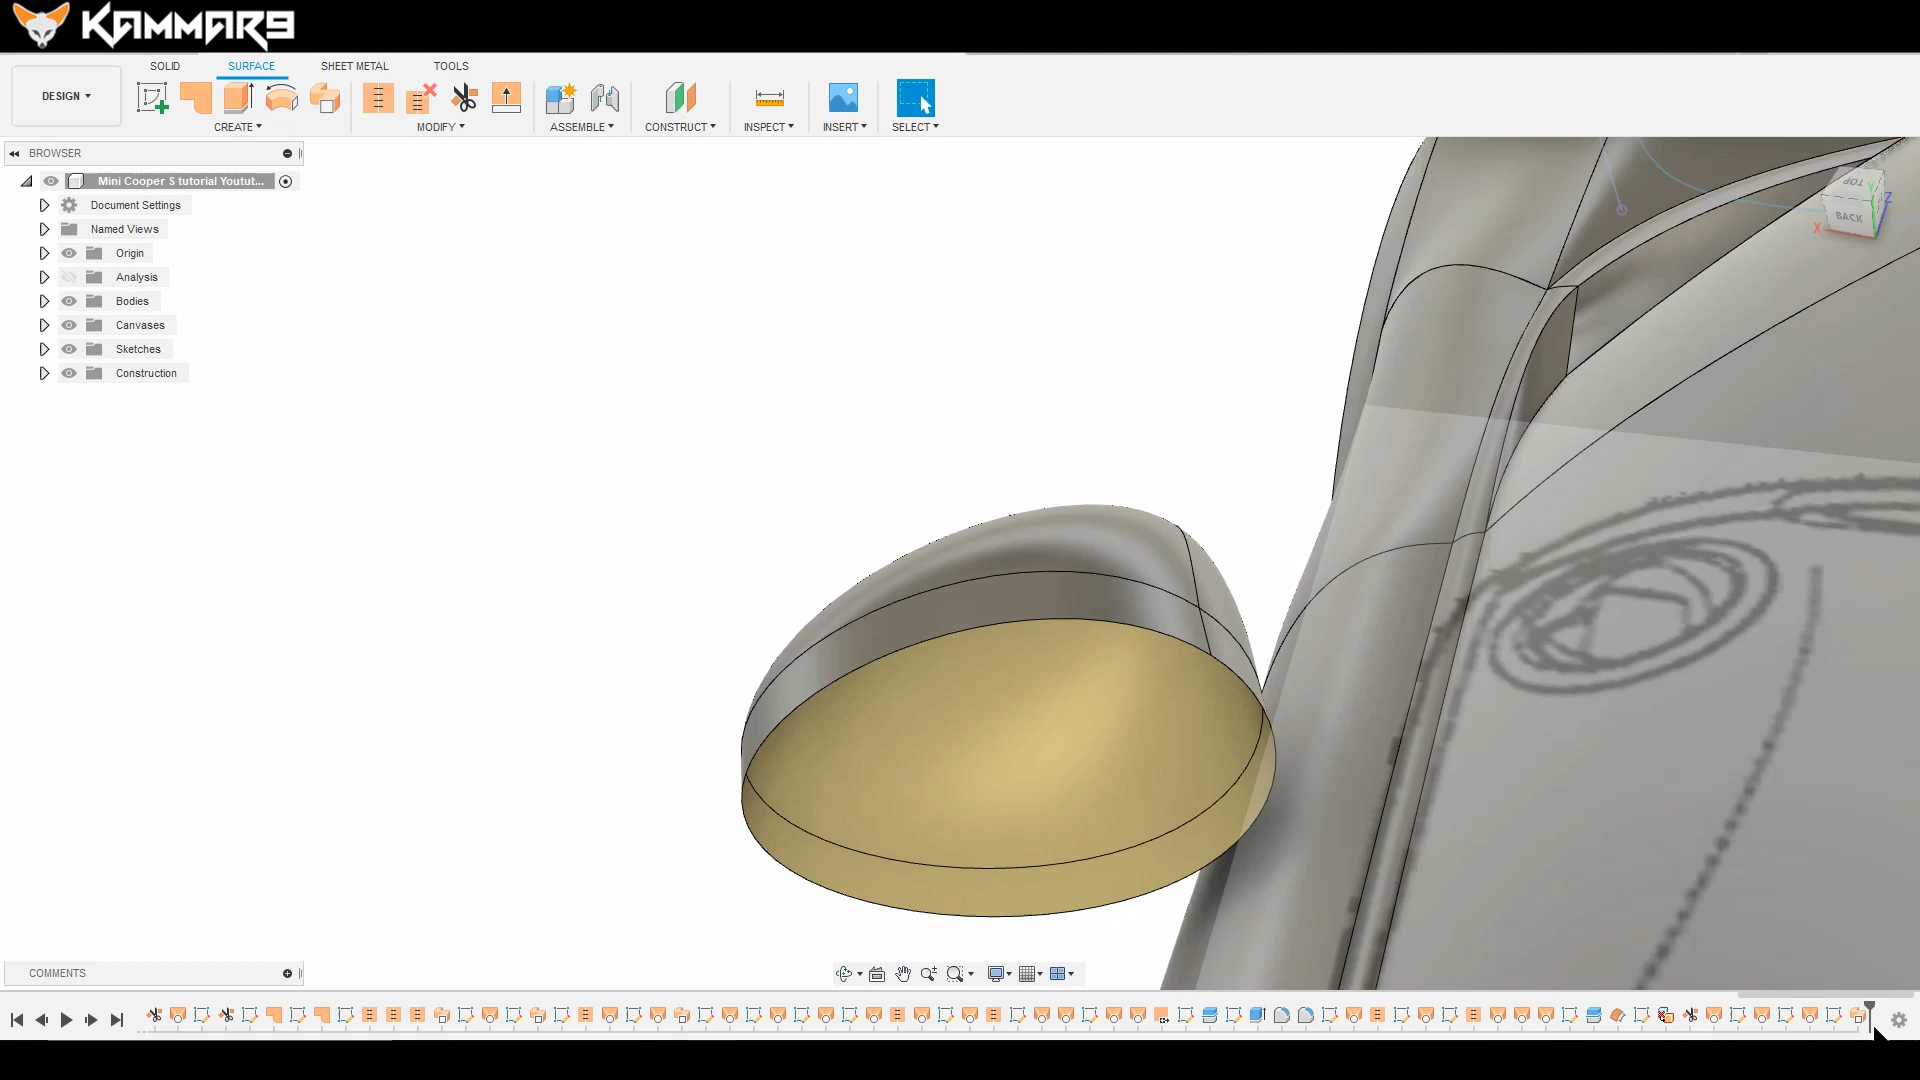 KAMMAR9
SOLID SURFACE SHEET METAL TOOLS
DESIGN
CREATE MODIFY ASSEMBLE CONSTRUCT INSPECT INSERT SELECT
BROWSER
Mini Cooper S tutorial Youtut...
Document Settings
Named Views
Origin
Analysis
Bodies
Canvases
Sketches
Construction
TOP
BACK
X
Y
Z
COMMENTS